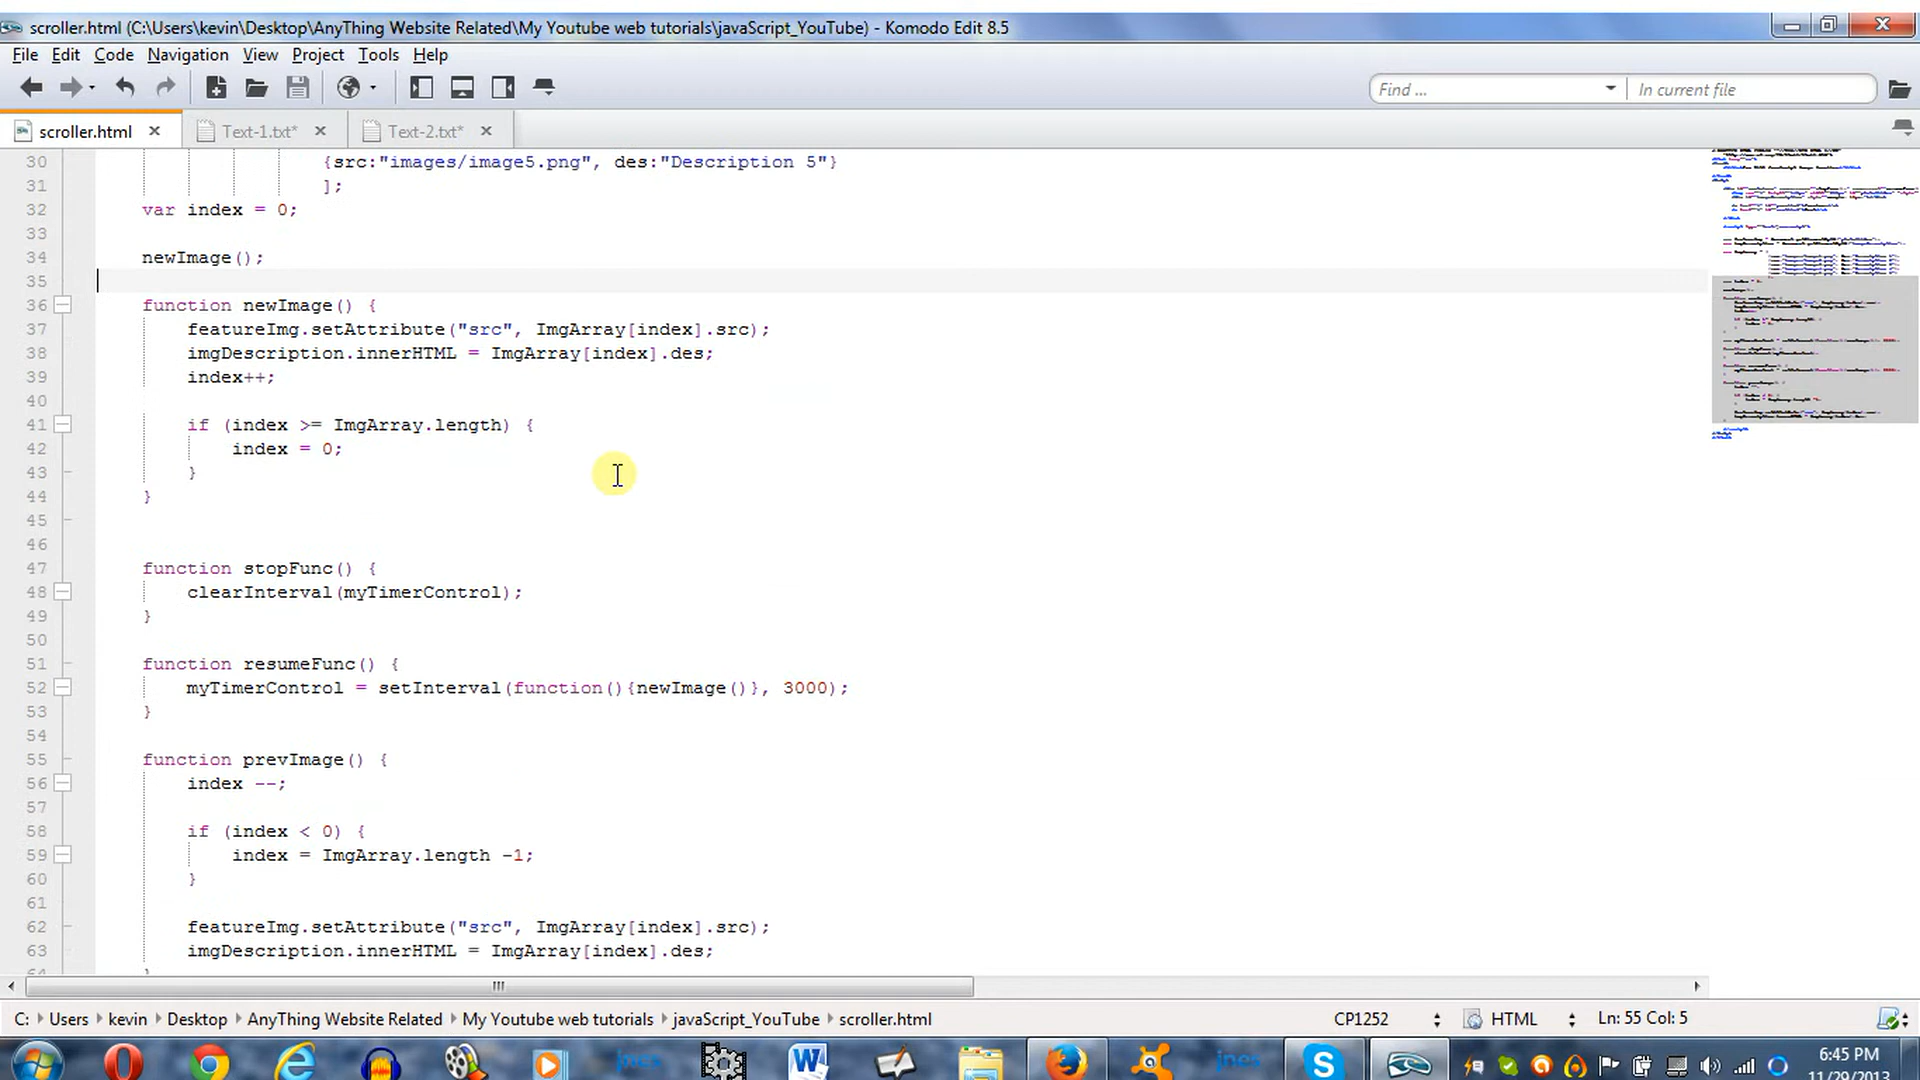 scroller.html (C:\Users\kevin\Desktop\AnyThing Website Related\My Youtube web tutorials\javaScript_YouTube) - Komodo Edit 8.5
File Edit Code Navigation View Project Tools Help
Find ... In current file
scroller.html Text-1.txt* Text-2.txt*
30 {src:"images/image5.png", des:"Description 5"}
31 ];
32 var index = 0;
33
34 newImage();
35
36 function newImage() {
37 featureImg.setAttribute("src", ImgArray[index].src);
38 imgDescription.innerHTML = ImgArray[index].des;
39 index++;
40
41 if (index >= ImgArray.length) {
42 index = 0;
43 }
44 }
45
46
47 function stopFunc() {
48 clearInterval(myTimerControl);
49 }
50
51 function resumeFunc() {
52 myTimerControl = setInterval(function(){newImage()}, 3000);
53 }
54
55 function prevImage() {
56 index --;
57
58 if (index < 0) {
59 index = ImgArray.length -1;
60 }
61
62 featureImg.setAttribute("src", ImgArray[index].src);
63 imgDescription.innerHTML = ImgArray[index].des;
C: Users kevin Desktop AnyThing Website Related My Youtube web tutorials javaScript_YouTube scroller.html CP1252 HTML Ln: 55 Col: 5
jnes jnes 6:45 PM
11/29/2013